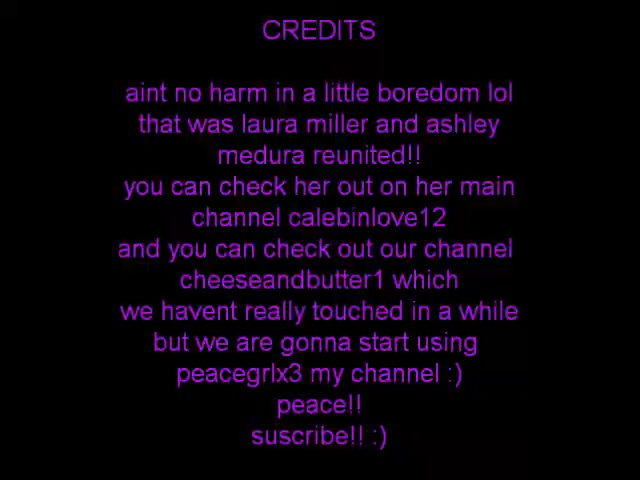 CREDITS
aint no harm in a little boredom lol
that was laura miller and ashley
medura reunited!!
you can check her out on her main
channel calebinlove12
and you can check out our channel
cheeseandbutter1 which
we havent really touched in a while
but we are gonna start using
peacegrlx3 my channel :)
peace!!
suscribe!! :)